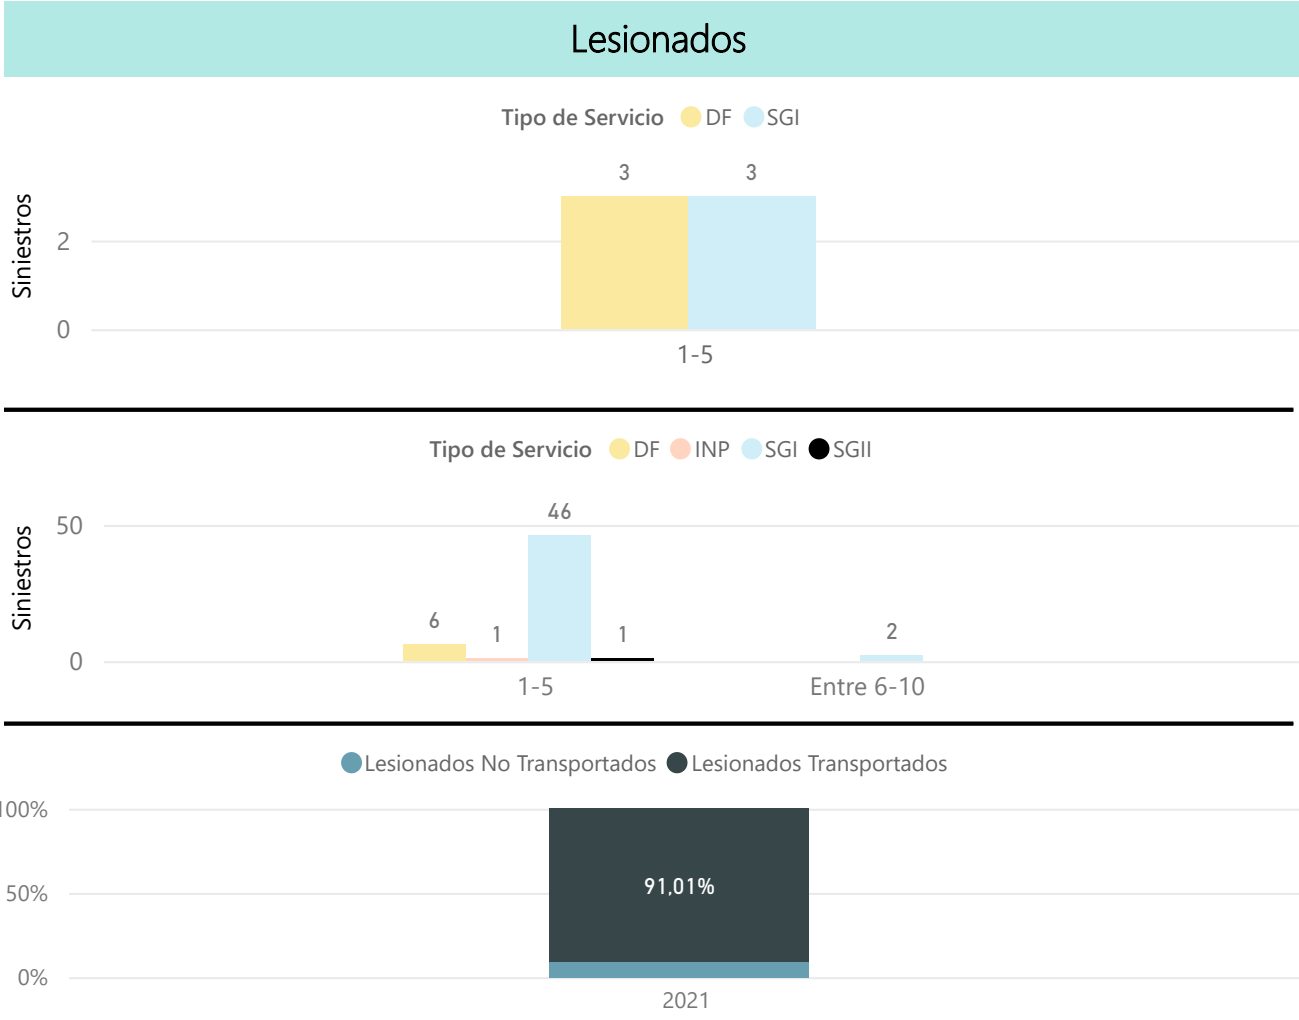 Lesionados
Tipo de Servicio DF SGI
Siniestros
3 3
2
0
1-5
Tipo de Servicio DF INP SGI SGII
Siniestros
50
46
6 1 1 2
0
1-5 Entre 6-10
Lesionados No Transportados Lesionados Transportados
100%
91,01%
50%
0%
2021